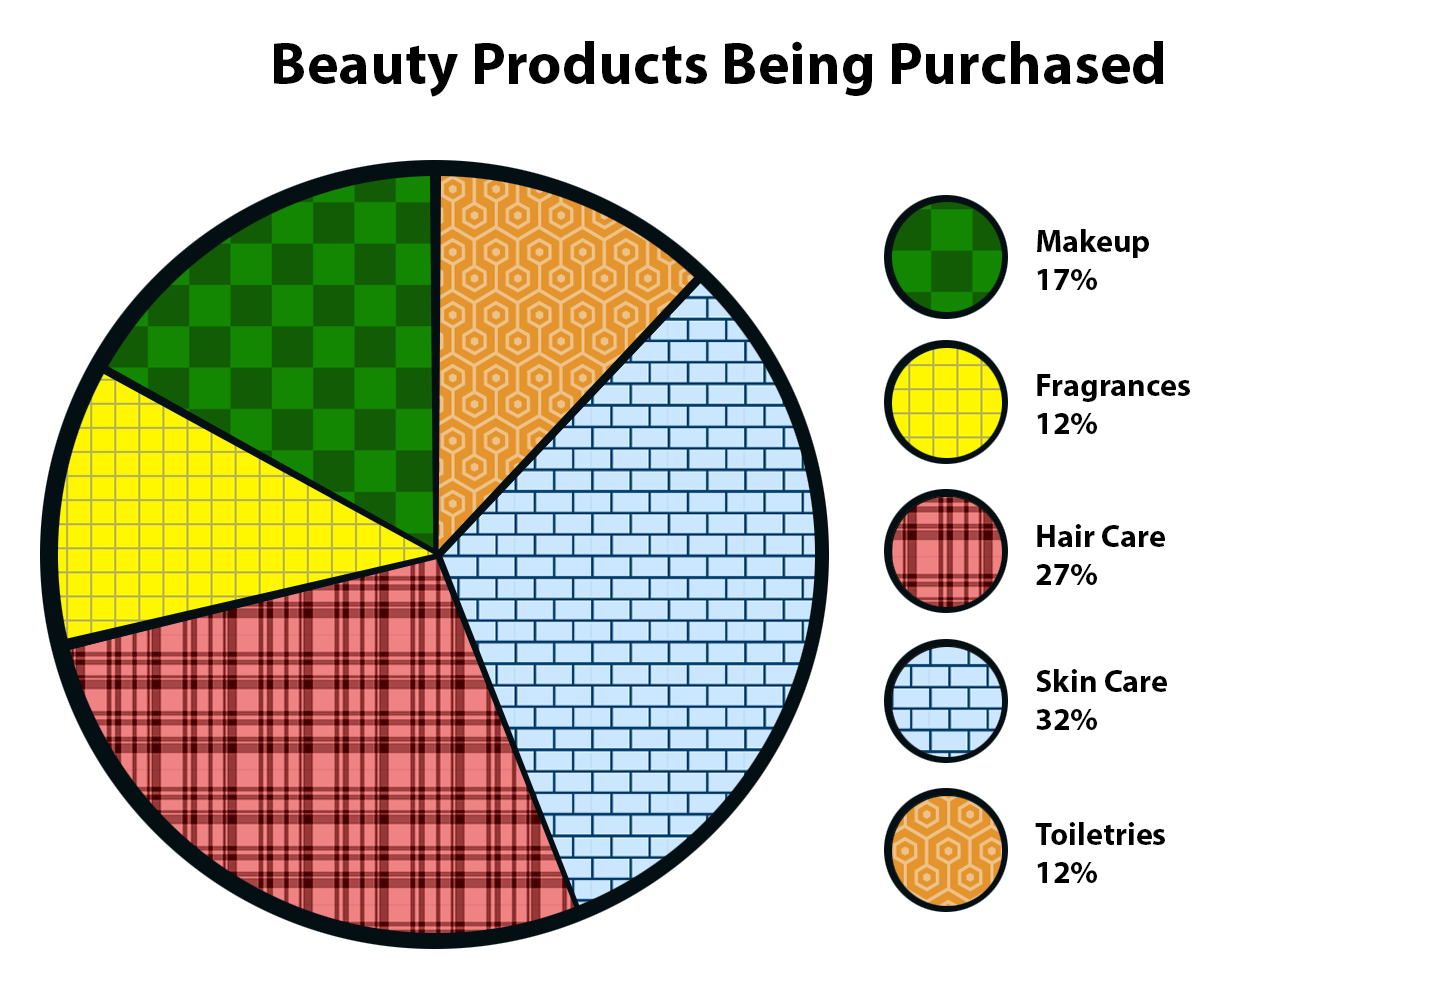 Beauty Products Being Purchased
Makeup
17%
Fragrances
12%
Hair Care
27%
Skin Care
32%
Toiletries
12%